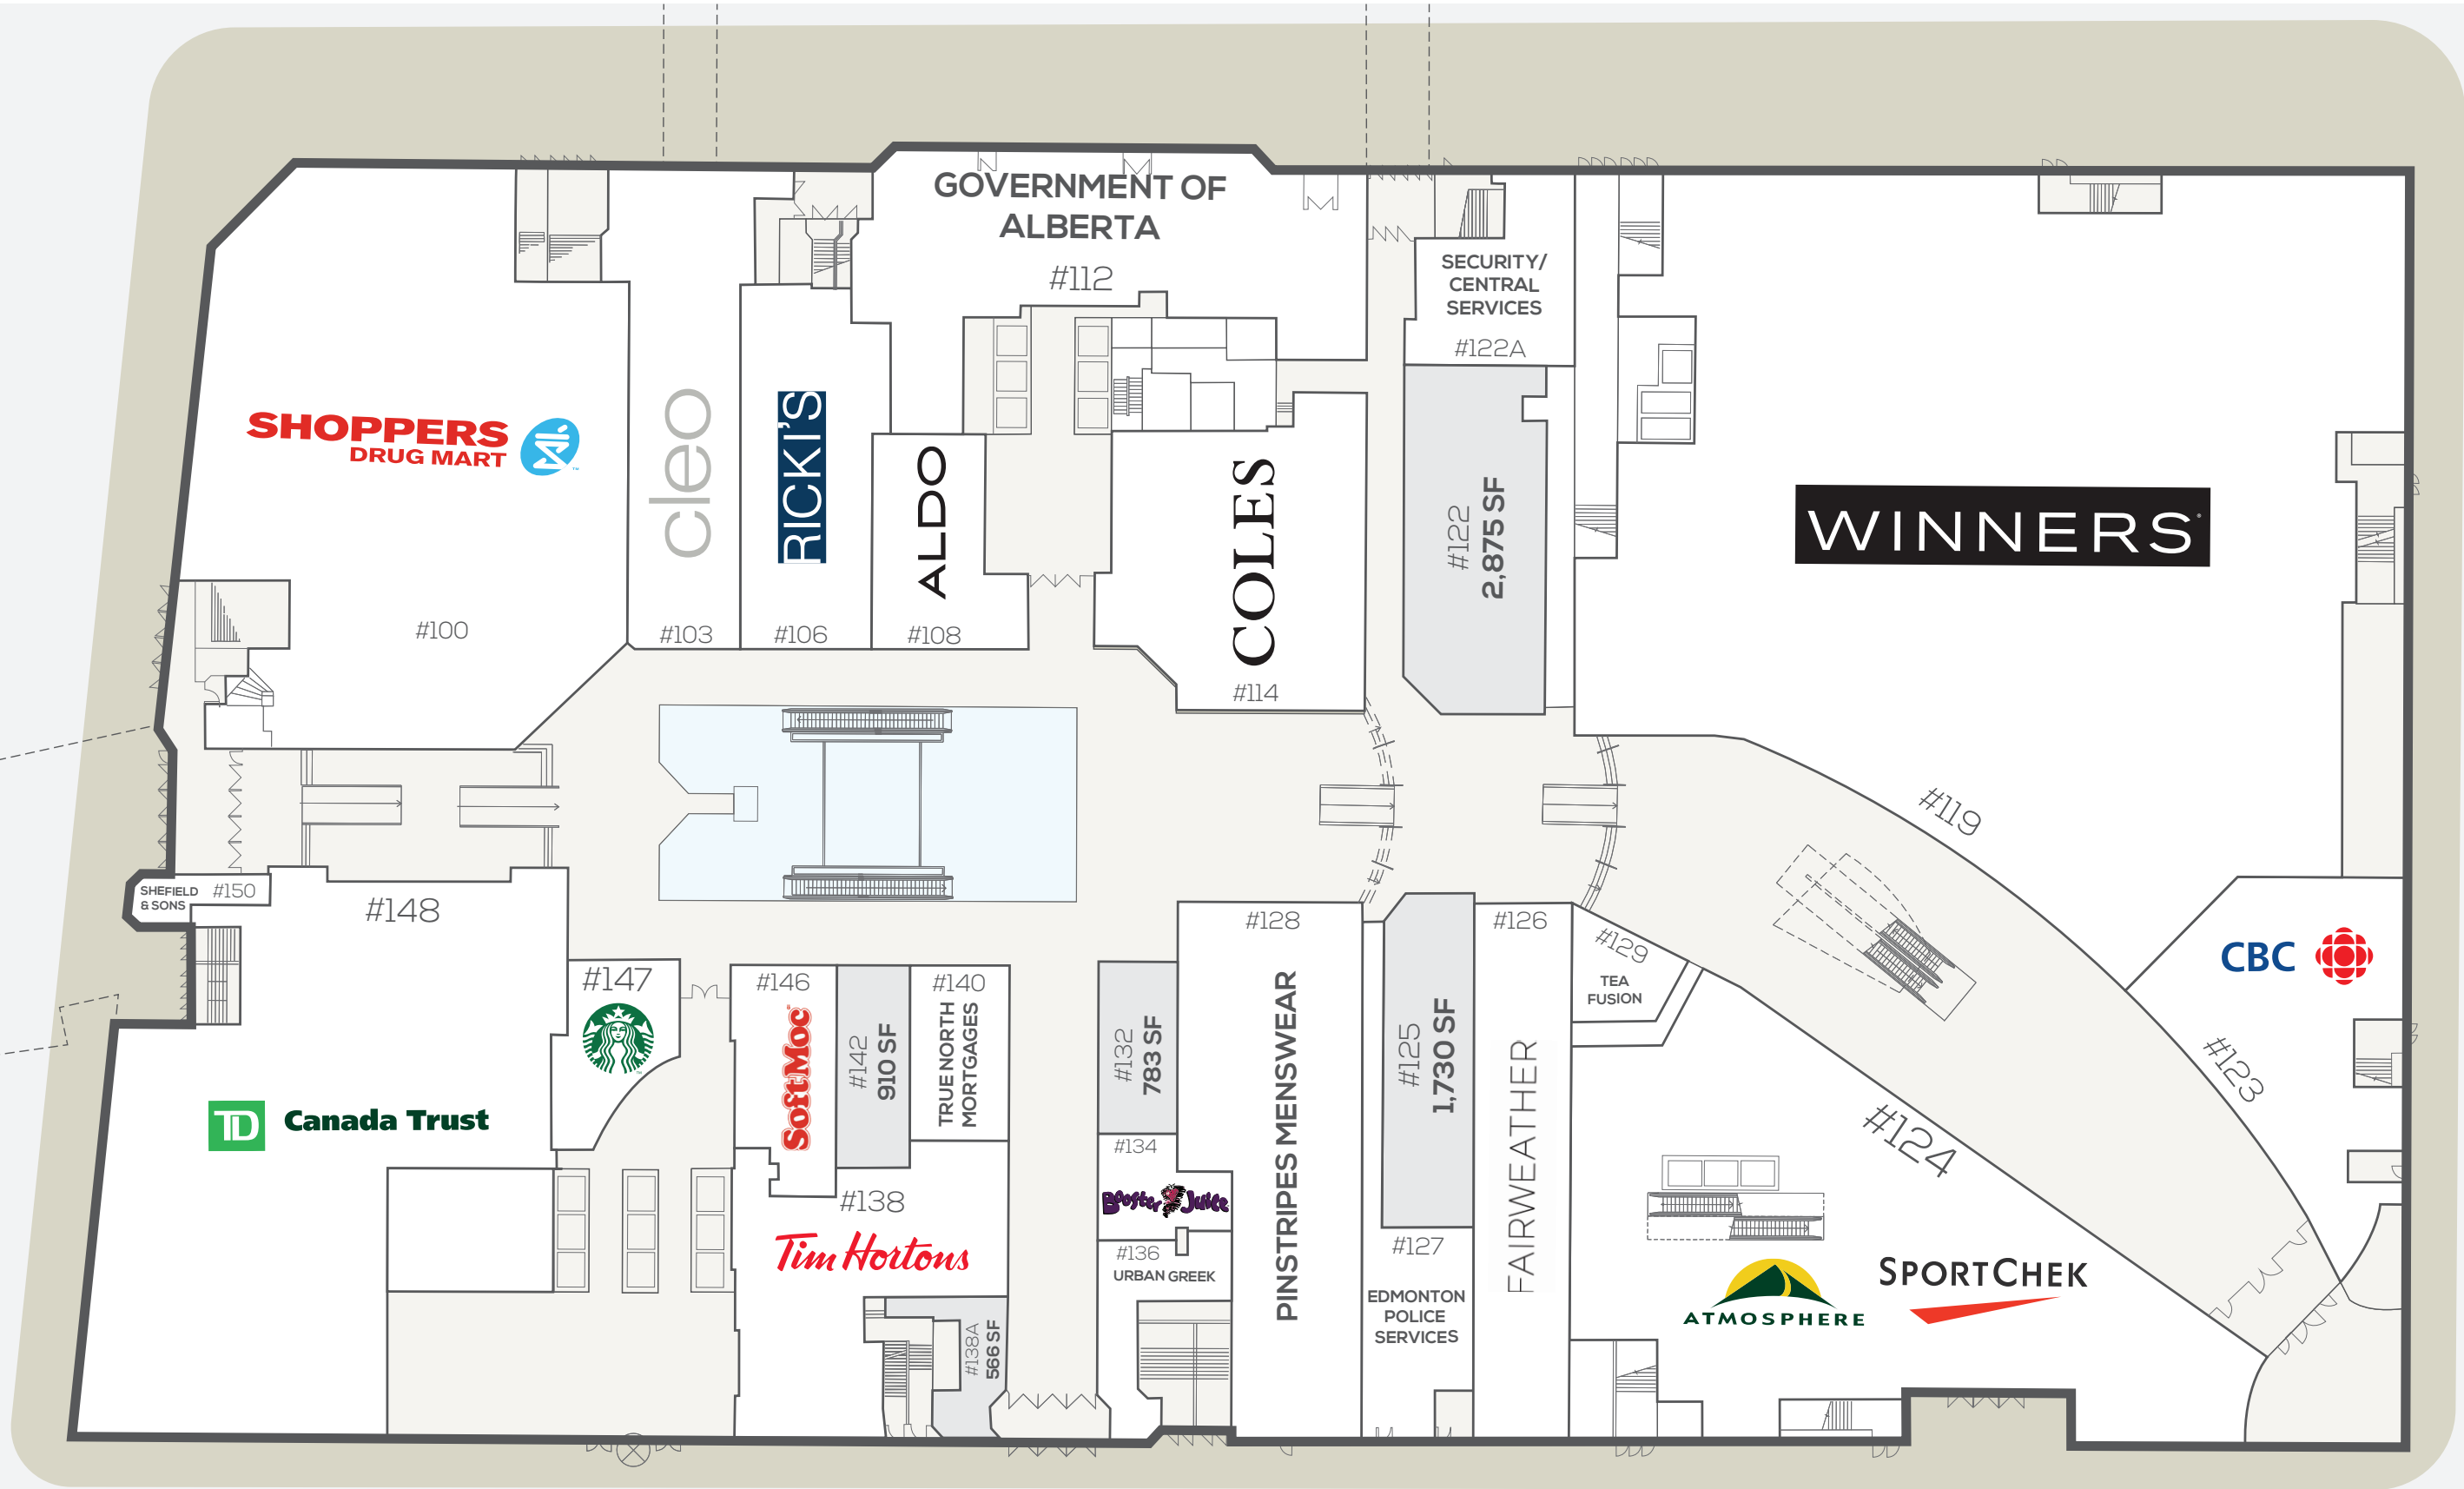 GOVERNMENT OF
ALBERTA
#112
SECURITY/
CENTRAL
SERVICES
#122A
SHOPPERS
DRUG MART
#100
cleo
#103
RICKI'S
#106
ALDO
#108
COLES
#114
#122
2,875 SF
WINNERS
#119
SHEFIELD
& SONS
#150
#148
TD
Canada Trust
#147
#146
SoftMoc
#142
910 SF
#140
TRUE NORTH
MORTGAGES
#138
Tim Hortons
#138A
566 SF
#132
783 SF
#134
Booster Juice
#136
URBAN GREEK
#128
PINSTRIPES MENSWEAR
#125
1,730 SF
#127
EDMONTON
POLICE
SERVICES
#126
FAIRWEATHER
#129
TEA
FUSION
#124
ATMOSPHERE
SPORTCHEK
CBC
#123